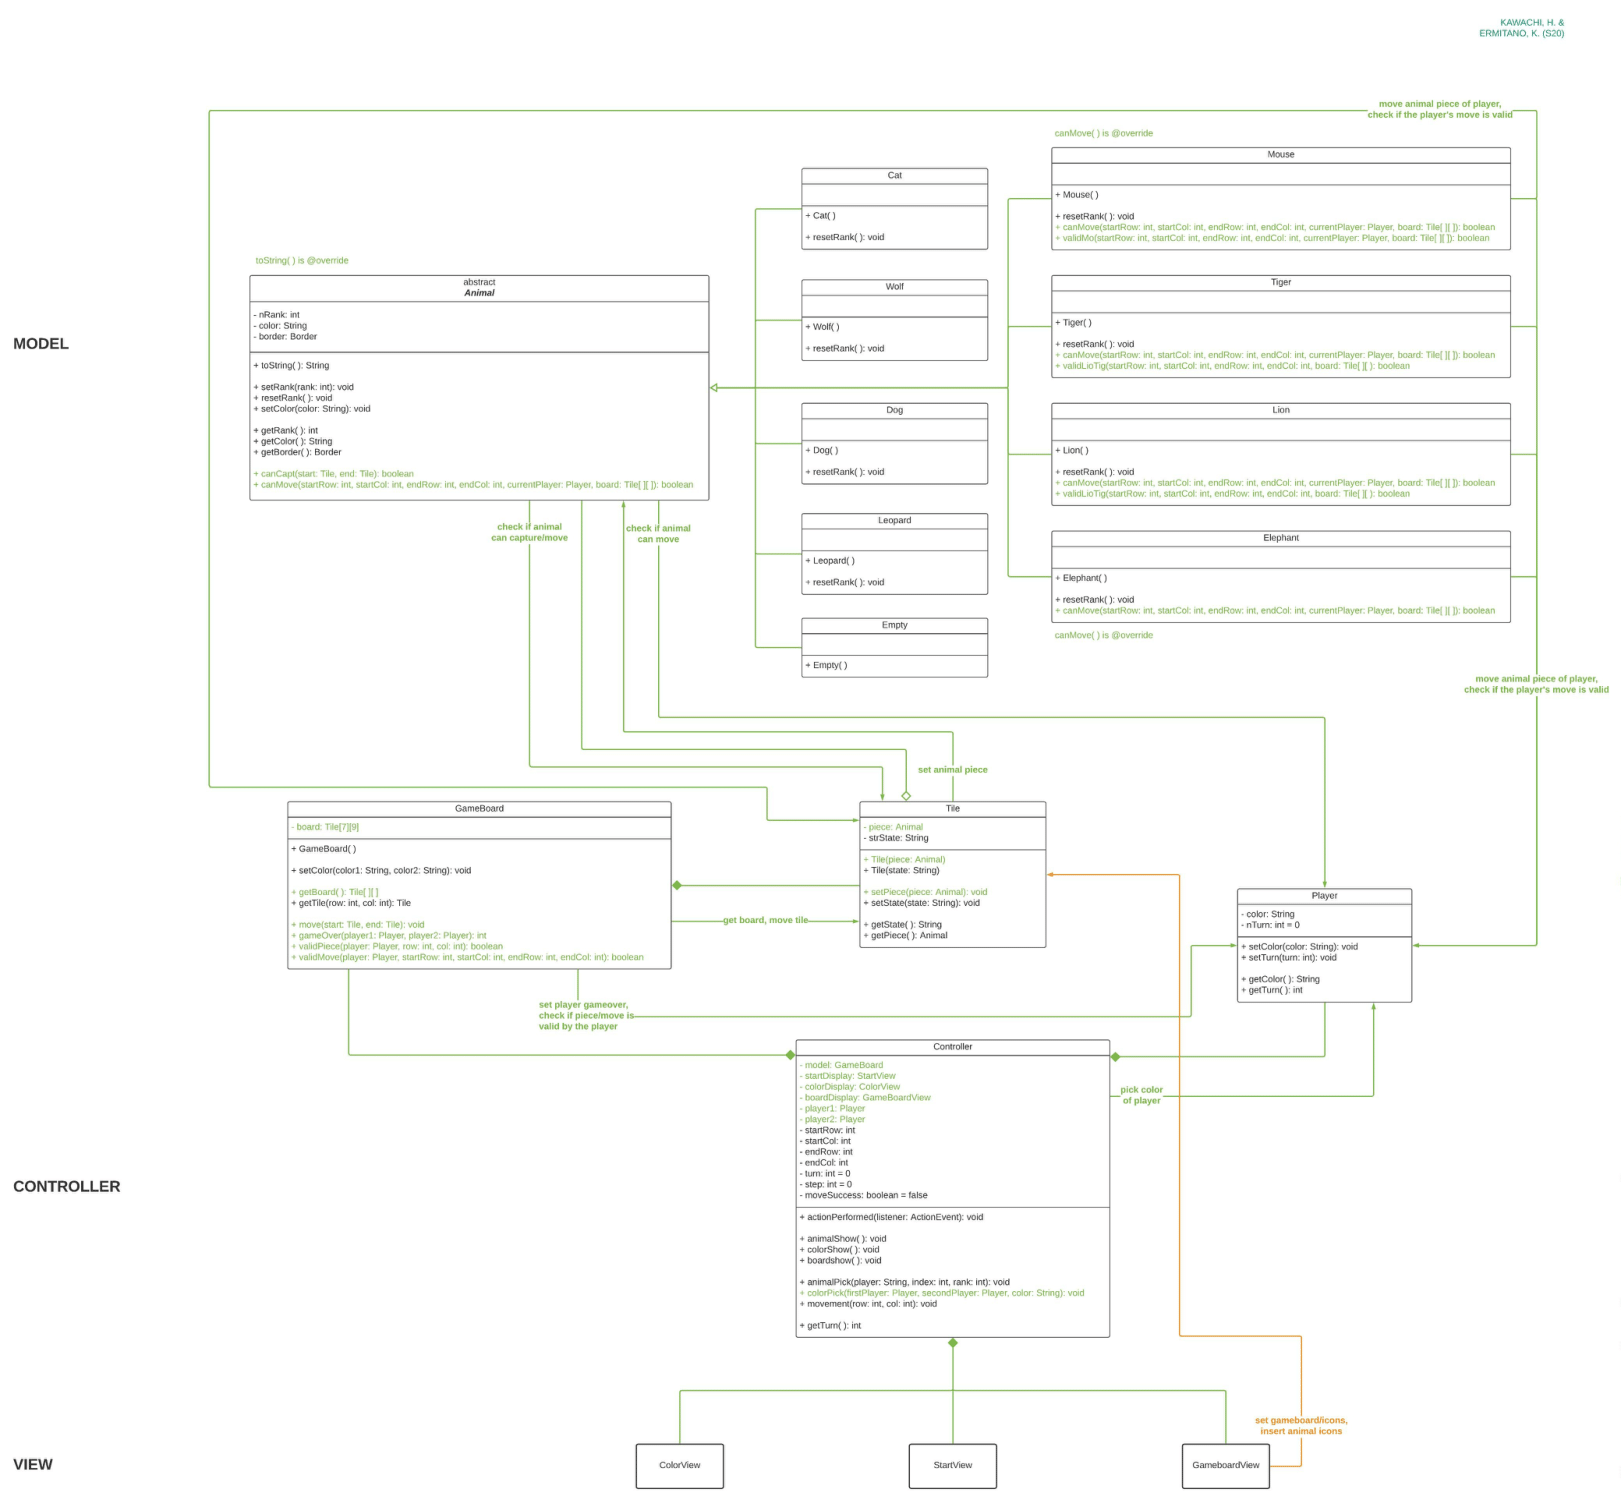 KAWACHI, H. &
ERMITANO, K. (S20)
move animal piece of player,
check if the player's move is valid
canMove( ) is @override
Mouse
+ Mouse( )
+ resetRank( ): void
+ canMove(startRow: int, startCol: int, endRow: int, endCol: int, currentPlayer: Player, board: Tile[ ][ ]): boolean
+ validMo(startRow: int, startCol: int, endRow: int, endCol: int, currentPlayer: Player, board: Tile[ ][ ]): boolean
Cat
+ Cat( )
+ resetRank( ): void
toString( ) is @override
abstract
Animal
- nRank: int
- color: String
- border: Border
+ toString( ): String
+ setRank(rank: int): void
+ resetRank( ): void
+ setColor(color: String): void
+ getRank( ): int
+ getColor( ): String
+ getBorder( ): Border
+ canCapt(start: Tile, end: Tile): boolean
+ canMove(startRow: int, startCol: int, endRow: int, endCol: int, currentPlayer: Player, board: Tile[ ][ ]): boolean
MODEL
Wolf
+ Wolf( )
+ resetRank( ): void
Tiger
+ Tiger( )
+ resetRank( ): void
+ canMove(startRow: int, startCol: int, endRow: int, endCol: int, currentPlayer: Player, board: Tile[ ][ ]): boolean
+ validLioTig(startRow: int, startCol: int, endRow: int, endCol: int, board: Tile[ ][ ): boolean
Dog
+ Dog( )
+ resetRank( ): void
Lion
+ Lion( )
+ resetRank( ): void
+ canMove(startRow: int, startCol: int, endRow: int, endCol: int, currentPlayer: Player, board: Tile[ ][ ]): boolean
+ validLioTig(startRow: int, startCol: int, endRow: int, endCol: int, board: Tile[ ][ ): boolean
Leopard
+ Leopard( )
+ resetRank( ): void
Elephant
+ Elephant( )
+ resetRank( ): void
+ canMove(startRow: int, startCol: int, endRow: int, endCol: int, currentPlayer: Player, board: Tile[ ][ ]): boolean
canMove( ) is @override
Empty
+ Empty( )
check if animal
can capture/move
check if animal
can move
move animal piece of player,
check if the player's move is valid
set animal piece
GameBoard
- board: Tile[7][9]
+ GameBoard( )
+ setColor(color1: String, color2: String): void
+ getBoard( ): Tile[ ][ ]
+ getTile(row: int, col: int): Tile
+ move(start: Tile, end: Tile): void
+ gameOver(player1: Player, player2: Player): int
+ validPiece(player: Player, row: int, col: int): boolean
+ validMove(player: Player, startRow: int, startCol: int, endRow: int, endCol: int): boolean
get board, move tile
Tile
- piece: Animal
- strState: String
+ Tile(piece: Animal)
+ Tile(state: String)
+ setPiece(piece: Animal): void
+ setState(state: String): void
+ getState( ): String
+ getPiece( ): Animal
Player
- color: String
- nTurn: int = 0
+ setColor(color: String): void
+ setTurn(turn: int): void
+ getColor( ): String
+ getTurn( ): int
set player gameover,
check if piece/move is
valid by the player
Controller
- model: GameBoard
- startDisplay: StartView
- colorDisplay: ColorView
- boardDisplay: GameBoardView
- player1: Player
- player2: Player
- startRow: int
- startCol: int
- endRow: int
- endCol: int
- turn: int = 0
- step: int = 0
- moveSuccess: boolean = false
+ actionPerformed(listener: ActionEvent): void
+ animalShow( ): void
+ colorShow( ): void
+ boardshow( ): void
+ animalPick(player: String, index: int, rank: int): void
+ colorPick(firstPlayer: Player, secondPlayer: Player, color: String): void
+ movement(row: int, col: int): void
+ getTurn( ): int
pick color
of player
CONTROLLER
set gameboard/icons,
insert animal icons
VIEW
ColorView
StartView
GameboardView